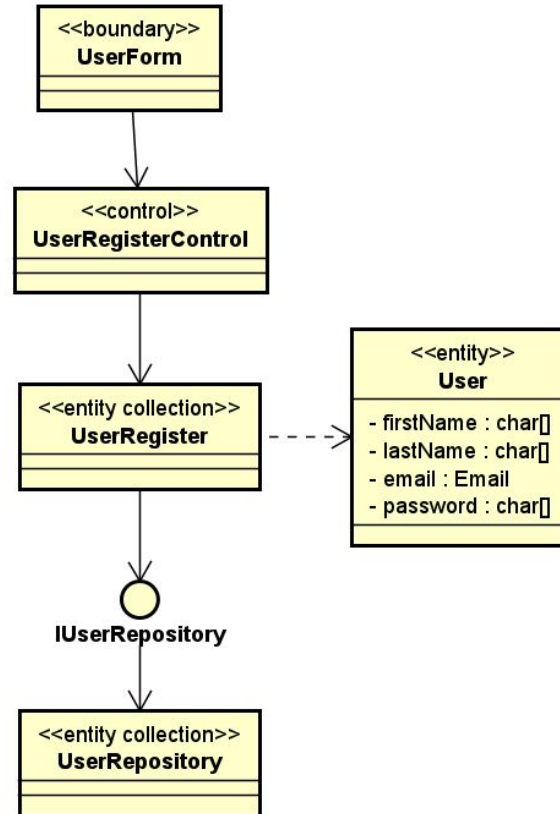 <<boundary>>
UserForm
<<control>>
UserRegisterControl
<<entity collection>>
UserRegister
<<entity>>
User
- firstName : char[]
- lastName : char[]
- email : Email
- password : char[]
IUserRepository
<<entity collection>>
UserRepository